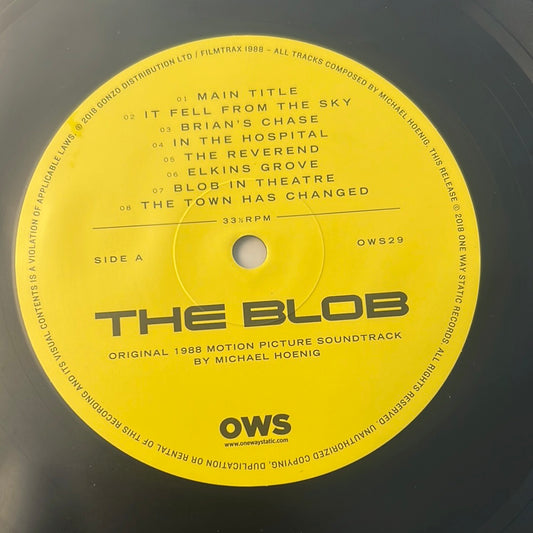 © 2018 GONZO DISTRIBUTION LTD / FILMTRAX 1988 – ALL TRACKS COMPOSED BY MICHAEL HOENIG. THIS RELEASE © 2018 ONE WAY STATIC RECORDS. ALL RIGHTS RESERVED. UNAUTHORIZED COPYING, DUPLICATION OR RENTAL OF THIS RECORDING AND ITS VISUAL CONTENTS IS A VIOLATION OF APPLICABLE LAWS.
01 MAIN TITLE
02 IT FELL FROM THE SKY
03 BRIAN'S CHASE
04 IN THE HOSPITAL
05 THE REVEREND
06 ELKINS' GROVE
07 BLOB IN THEATRE
08 THE TOWN HAS CHANGED
33⅓RPM
SIDE A
OWS29
THE BLOB
ORIGINAL 1988 MOTION PICTURE SOUNDTRACK
BY MICHAEL HOENIG
OWS
www.onewaystatic.com